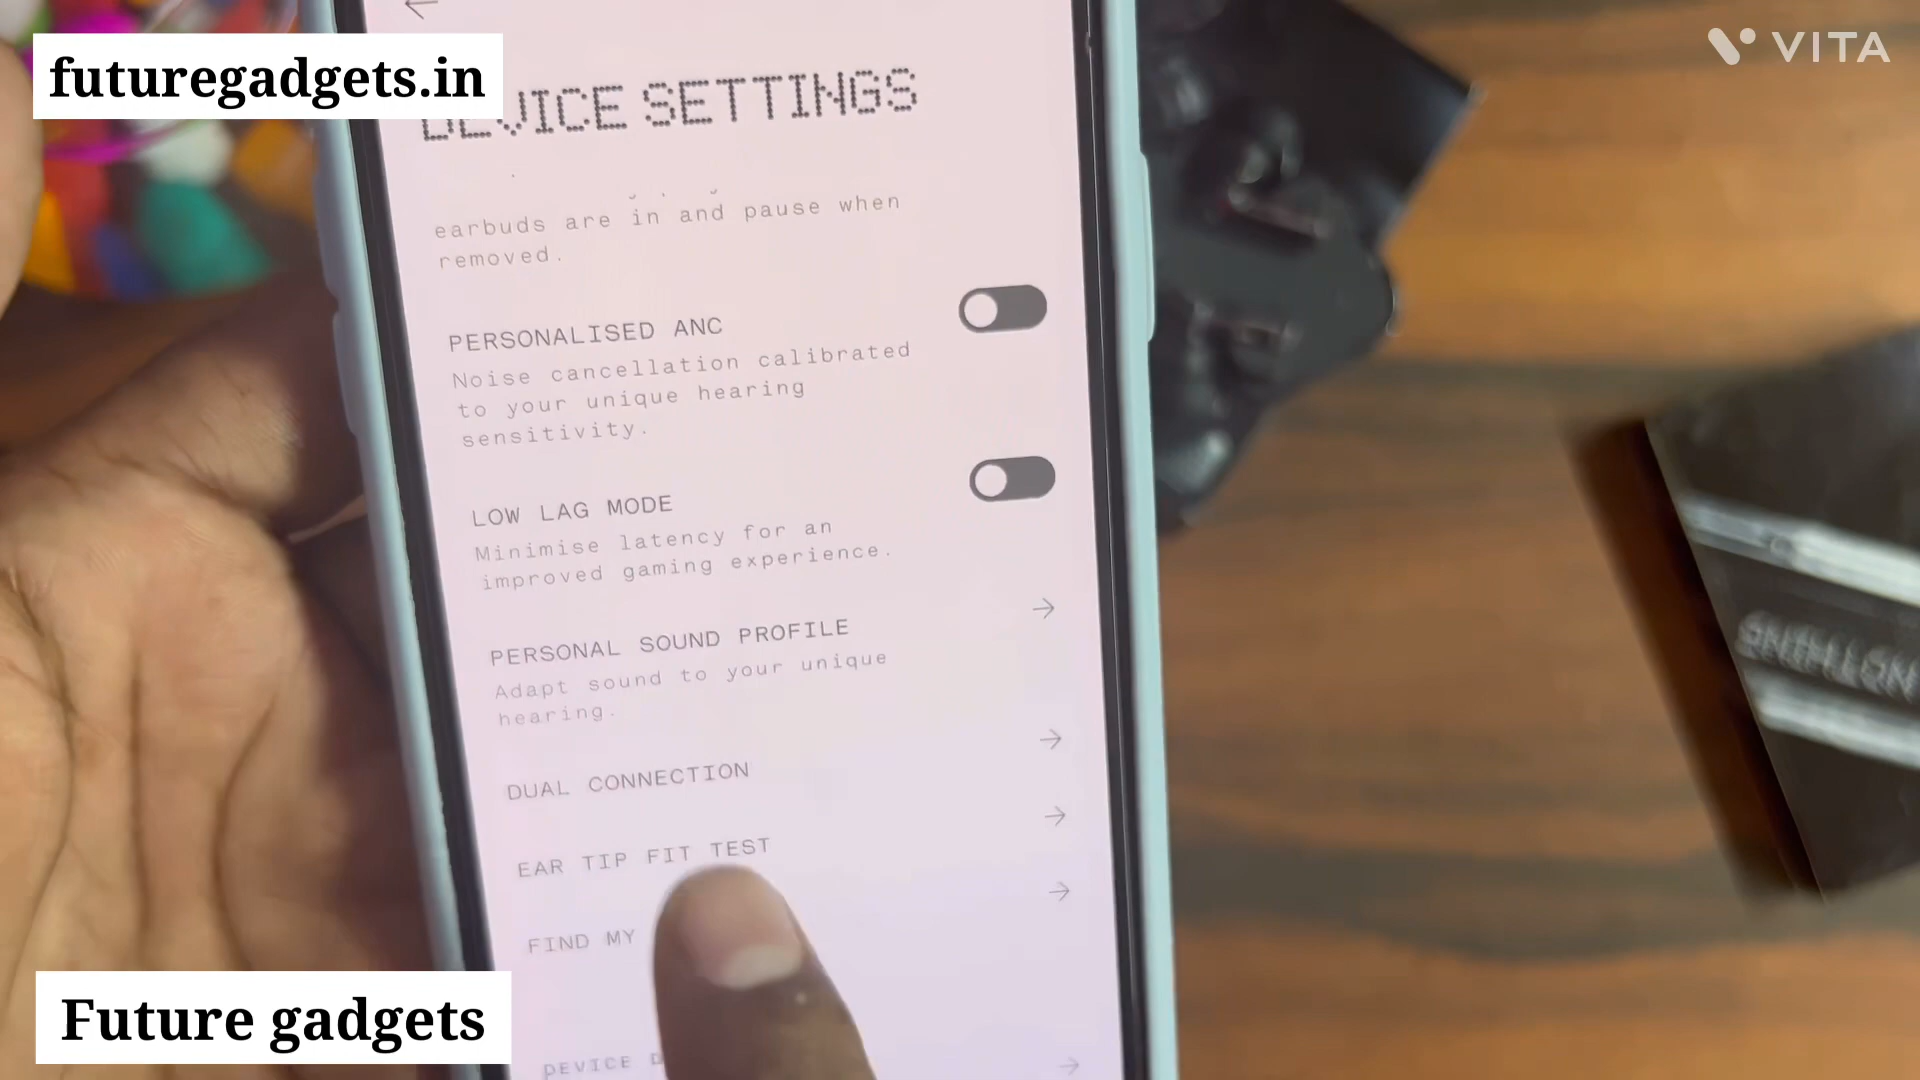 futuregadgets.in
VITA
DEVICE SETTINGS
earbuds are in and pause when
removed.
PERSONALISED ANC
Noise cancellation calibrated
to your unique hearing
sensitivity.
LOW LAG MODE
Minimise latency for an
improved gaming experience.
PERSONAL SOUND PROFILE
Adapt sound to your unique
hearing.
DUAL CONNECTION
EAR TIP FIT TEST
FIND MY
DEVICE
Future gadgets